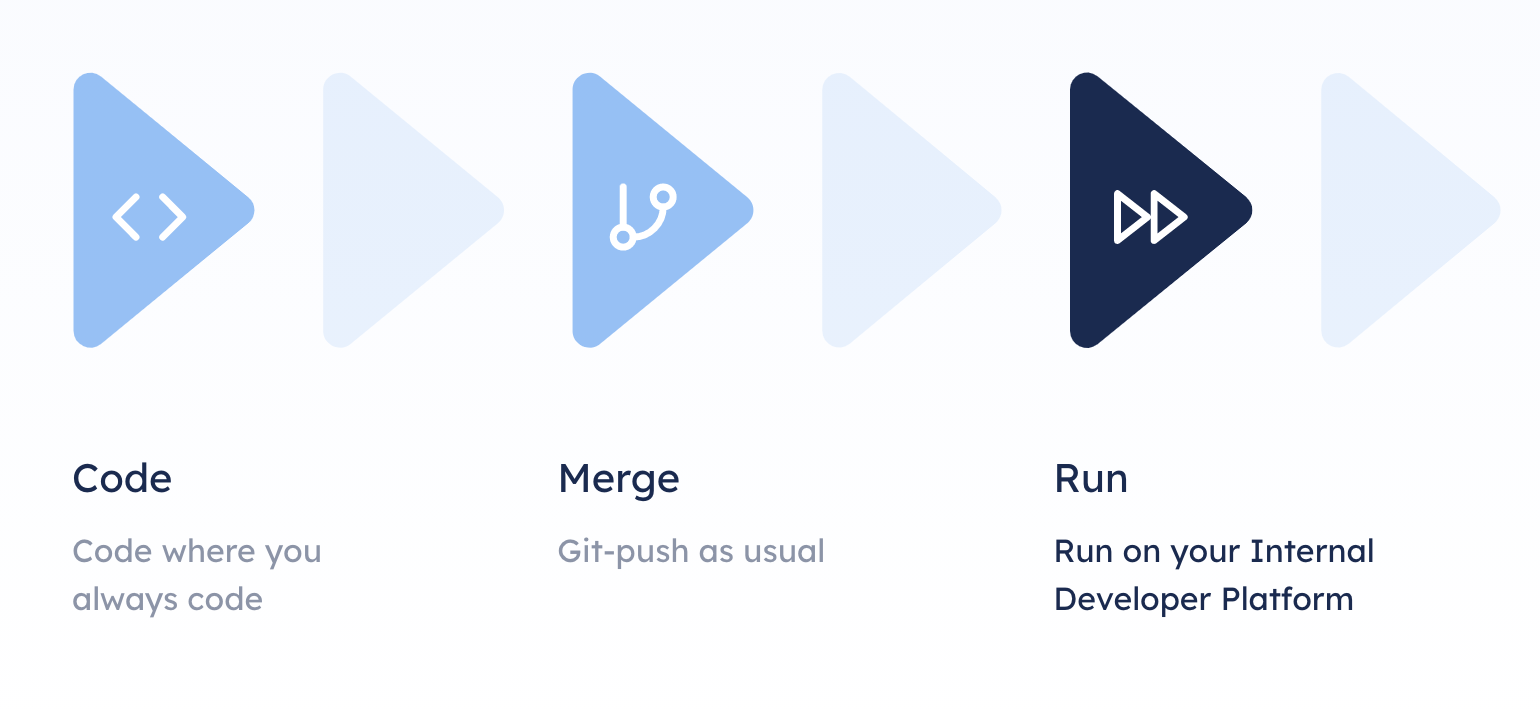 Code
Code where you
always code
Merge
Git-push as usual
Run
Run on your Internal
Developer Platform